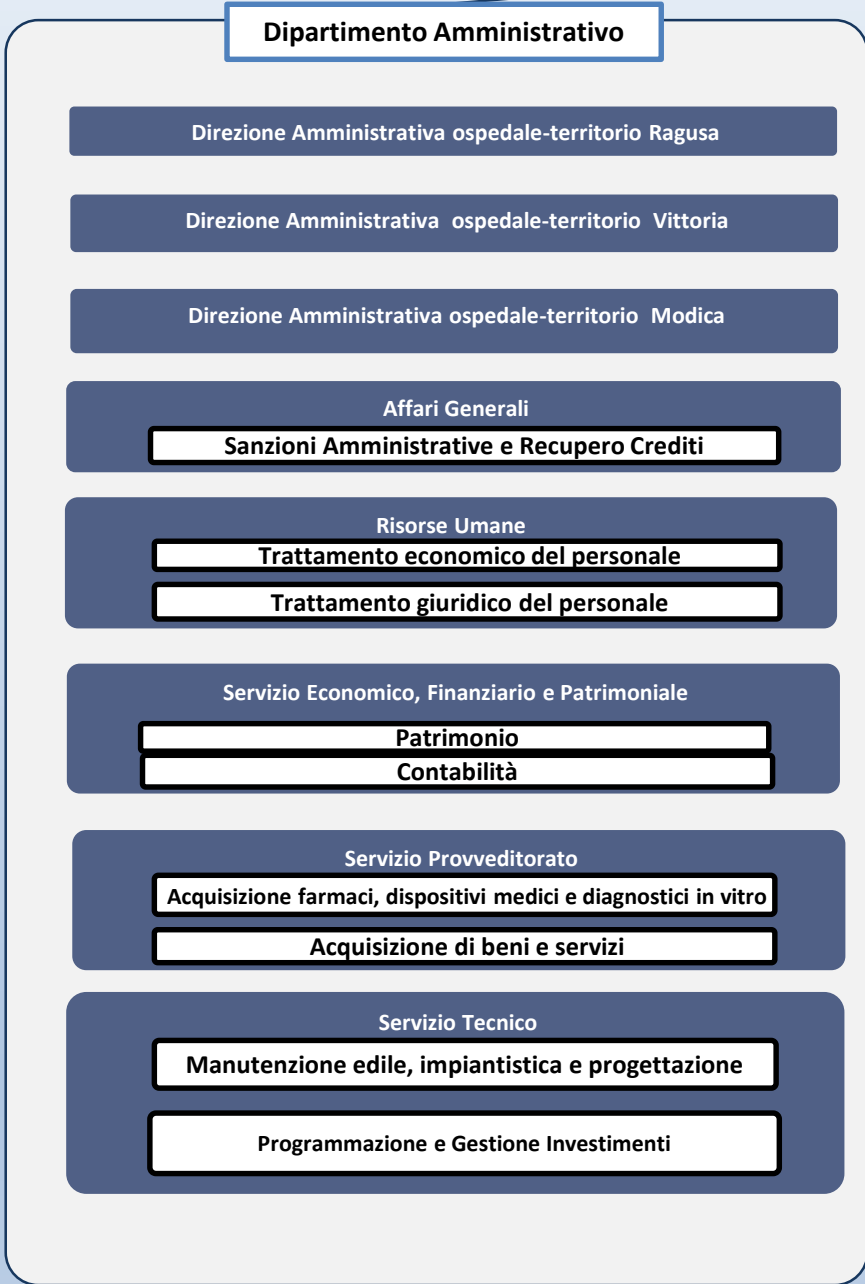 Dipartimento Amministrativo
Direzione Amministrativa ospedale-territorio Ragusa
Direzione Amministrativa ospedale-territorio Vittoria
Direzione Amministrativa ospedale-territorio Modica
Affari Generali
Sanzioni Amministrative e Recupero Crediti
Risorse Umane
Trattamento economico del personale
Trattamento giuridico del personale
Servizio Economico, Finanziario e Patrimoniale
Patrimonio
Contabilità
Servizio Provveditorato
Acquisizione farmaci, dispositivi medici e diagnostici in vitro
Acquisizione di beni e servizi
Servizio Tecnico
Manutenzione edile, impiantistica e progettazione
Programmazione e Gestione Investimenti